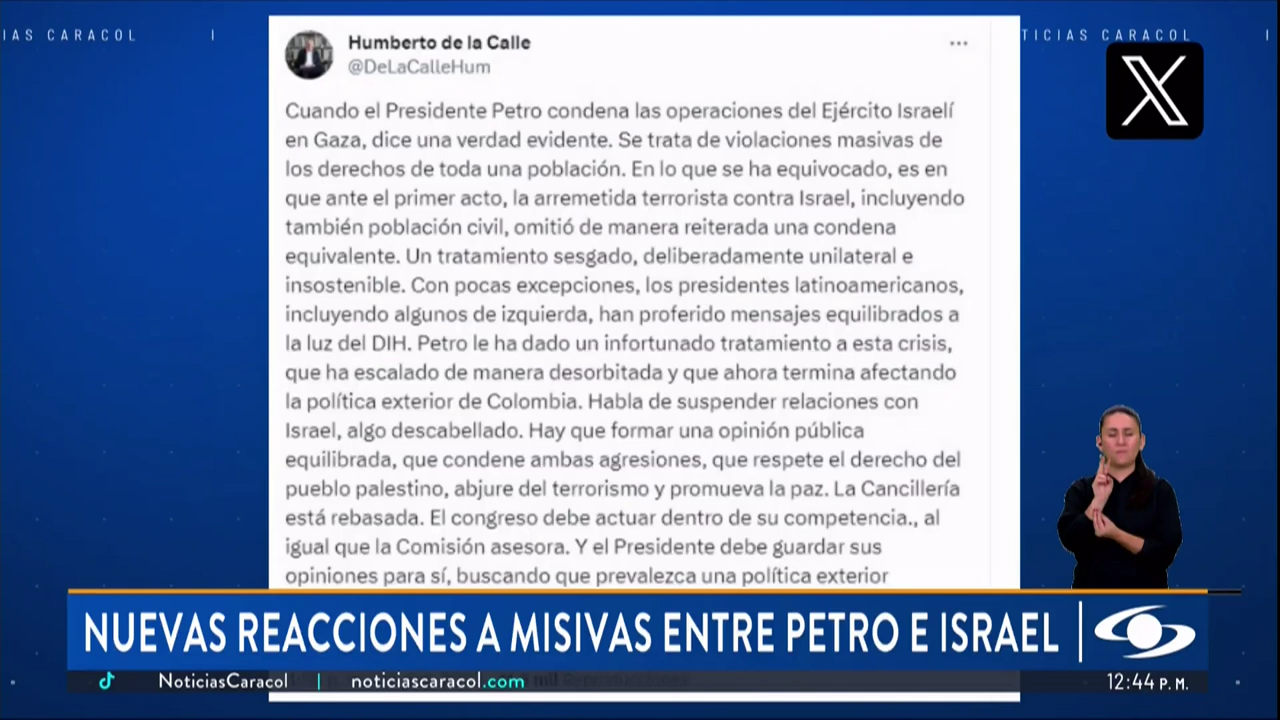 IAS CARACOL
TICIAS CARACOL
Humberto de la Calle
@DeLaCalleHum
Cuando el Presidente Petro condena las operaciones del Ejército Israelí
en Gaza, dice una verdad evidente. Se trata de violaciones masivas de
los derechos de toda una población. En lo que se ha equivocado, es en
que ante el primer acto, la arremetida terrorista contra Israel, incluyendo
también población civil, omitió de manera reiterada una condena
equivalente. Un tratamiento sesgado, deliberadamente unilateral e
insostenible. Con pocas excepciones, los presidentes latinoamericanos,
incluyendo algunos de izquierda, han proferido mensajes equilibrados a
la luz del DIH. Petro le ha dado un infortunado tratamiento a esta crisis,
que ha escalado de manera desorbitada y que ahora termina afectando
la política exterior de Colombia. Habla de suspender relaciones con
Israel, algo descabellado. Hay que formar una opinión pública
equilibrada, que condene ambas agresiones, que respete el derecho del
pueblo palestino, abjure del terrorismo y promueva la paz. La Cancillería
está rebasada. El congreso debe actuar dentro de su competencia., al
igual que la Comisión asesora. Y el Presidente debe guardar sus
opiniones para sí, buscando que prevalezca una política exterior
NUEVAS REACCIONES A MISIVAS ENTRE PETRO E ISRAEL
NoticiasCaracol | noticiascaracol.com
12:44 P. M.